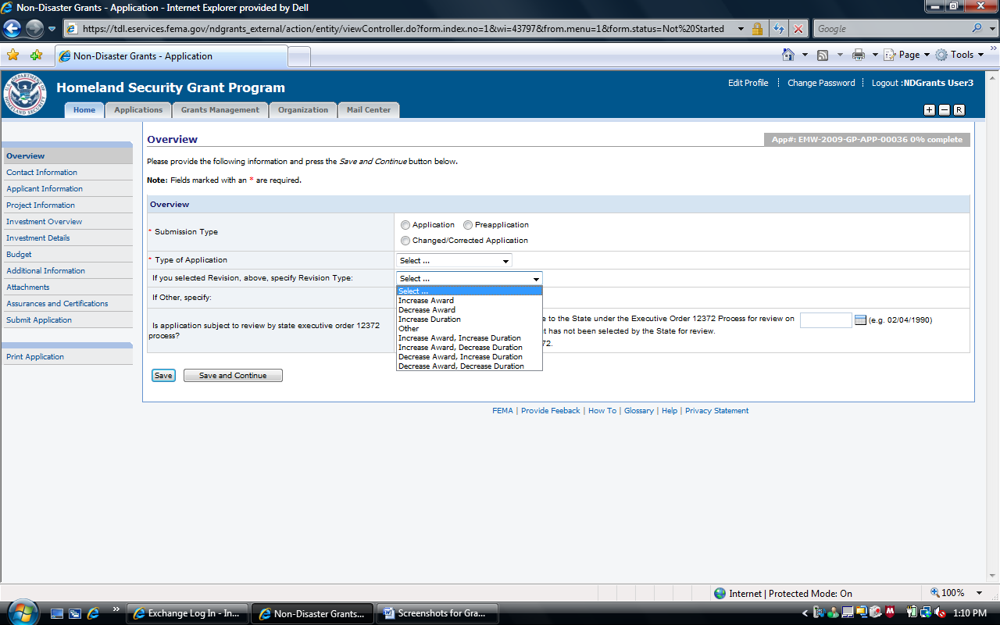 Non-Disaster Grants - Application - Internet Explorer provided by Dell
https://tdl.eservices.fema.gov/ndgrants_external/action/entity/viewController.do?form.index.no=1&wi=43797&from.menu=1&form.status=Not%20Started
Google
Non-Disaster Grants - Application
Page Tools »
Homeland Security Grant Program
Edit Profile Change Password Logout :NDGrants User3
Home Applications Grants Management Organization Mail Center
+ − R
Overview
Contact Information
Applicant Information
Project Information
Investment Overview
Investment Details
Budget
Additional Information
Attachments
Assurances and Certifications
Submit Application
Print Application
Overview
App#: EMW-2009-GP-APP-00036 0% complete
Please provide the following information and press the Save and Continue button below.
Note: Fields marked with an * are required.
Overview
* Submission Type
Application Preapplication
Changed/Corrected Application
* Type of Application Select ...
If you selected Revision, above, specify Revision Type: Select ...
Select ...
Increase Award
Decrease Award
Increase Duration
Other
Increase Award, Increase Duration
Increase Award, Decrease Duration
Decrease Award, Increase Duration
Decrease Award, Decrease Duration
If Other, specify:
Is application subject to review by state executive order 12372
process?
e to the State under the Executive Order 12372 Process for review on (e.g. 02/04/1990)
t has not been selected by the State for review.
72.
Save Save and Continue
FEMA | Provide Feeback | How To | Glossary | Help | Privacy Statement
Internet | Protected Mode: On 100%
» Exchange Log In - In... Non-Disaster Grants... Screenshots for Gra... 1:10 PM